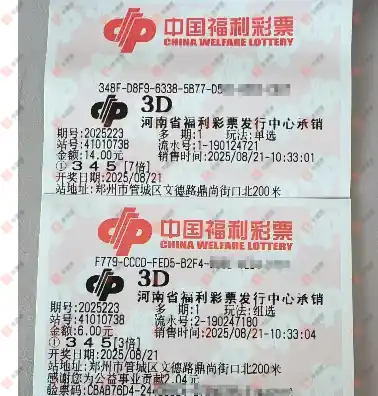 中国福利彩票
CHINA WELFARE LOTTERY
348F-D8F9-6338-5B77-D5
3D
河南省福利彩票发行中心承销
期号:2025223 多 期:1 玩法:单选
站号:41010738 流水号:1-190124721
金额:14.00元 销售时间:2025/08/21-10:33:01
① 3 4 5 [7倍]
开奖日期:2025/08/21
站地址:郑州市管城区文德路鼎尚街口北200米
中国福利彩票
CHINA WELFARE LOTTERY
F779-CCC0-FED5-B2F4-
3D
河南省福利彩票发行中心承销
期号:2025223 多 期:1 玩法:组选
站号:41010738 流水号:2-190247180
金额:6.00元 销售时间:2025/08/21-10:33:04
① 3 4 5 [3倍]
开奖日期:2025/08/21
站地址:郑州市管城区文德路鼎尚街口北200米
感谢您为公益事业贡献2.04元
验票码:CBAB76D4-24